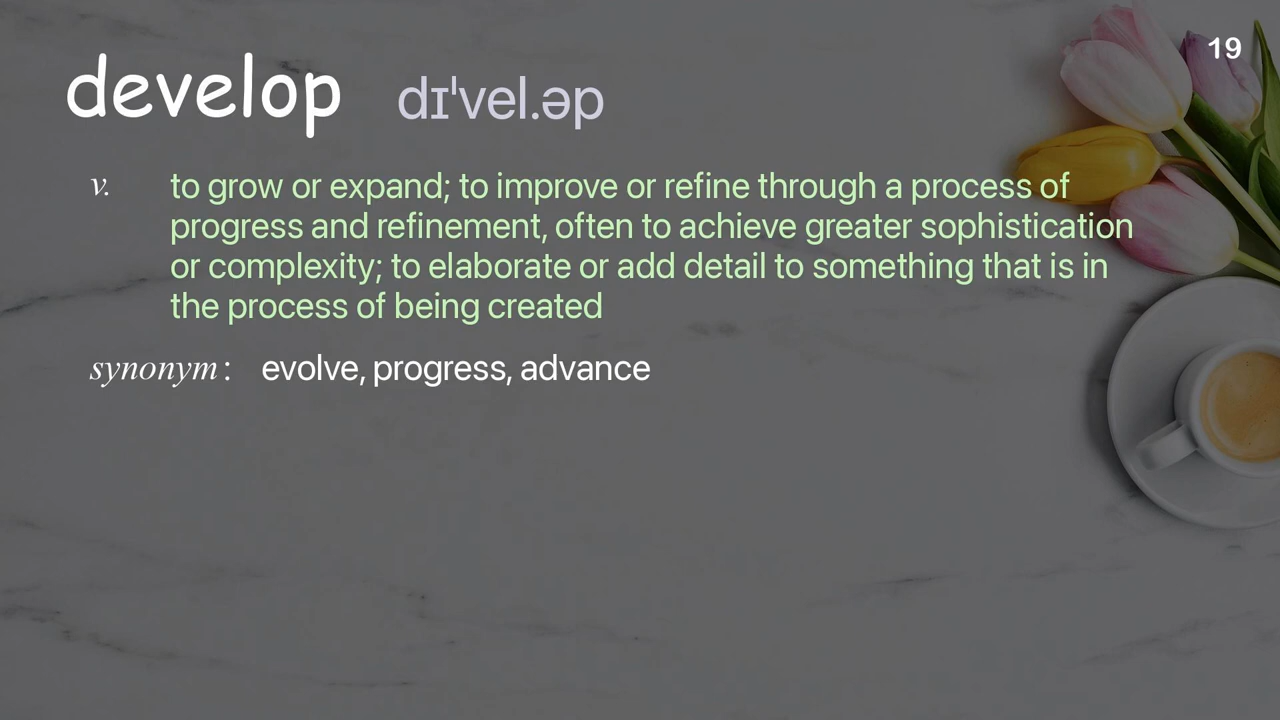 19
develop dɪˈvel.əp
v. to grow or expand; to improve or refine through a process of
progress and refinement, often to achieve greater sophistication
or complexity; to elaborate or add detail to something that is in
the process of being created
synonym: evolve, progress, advance